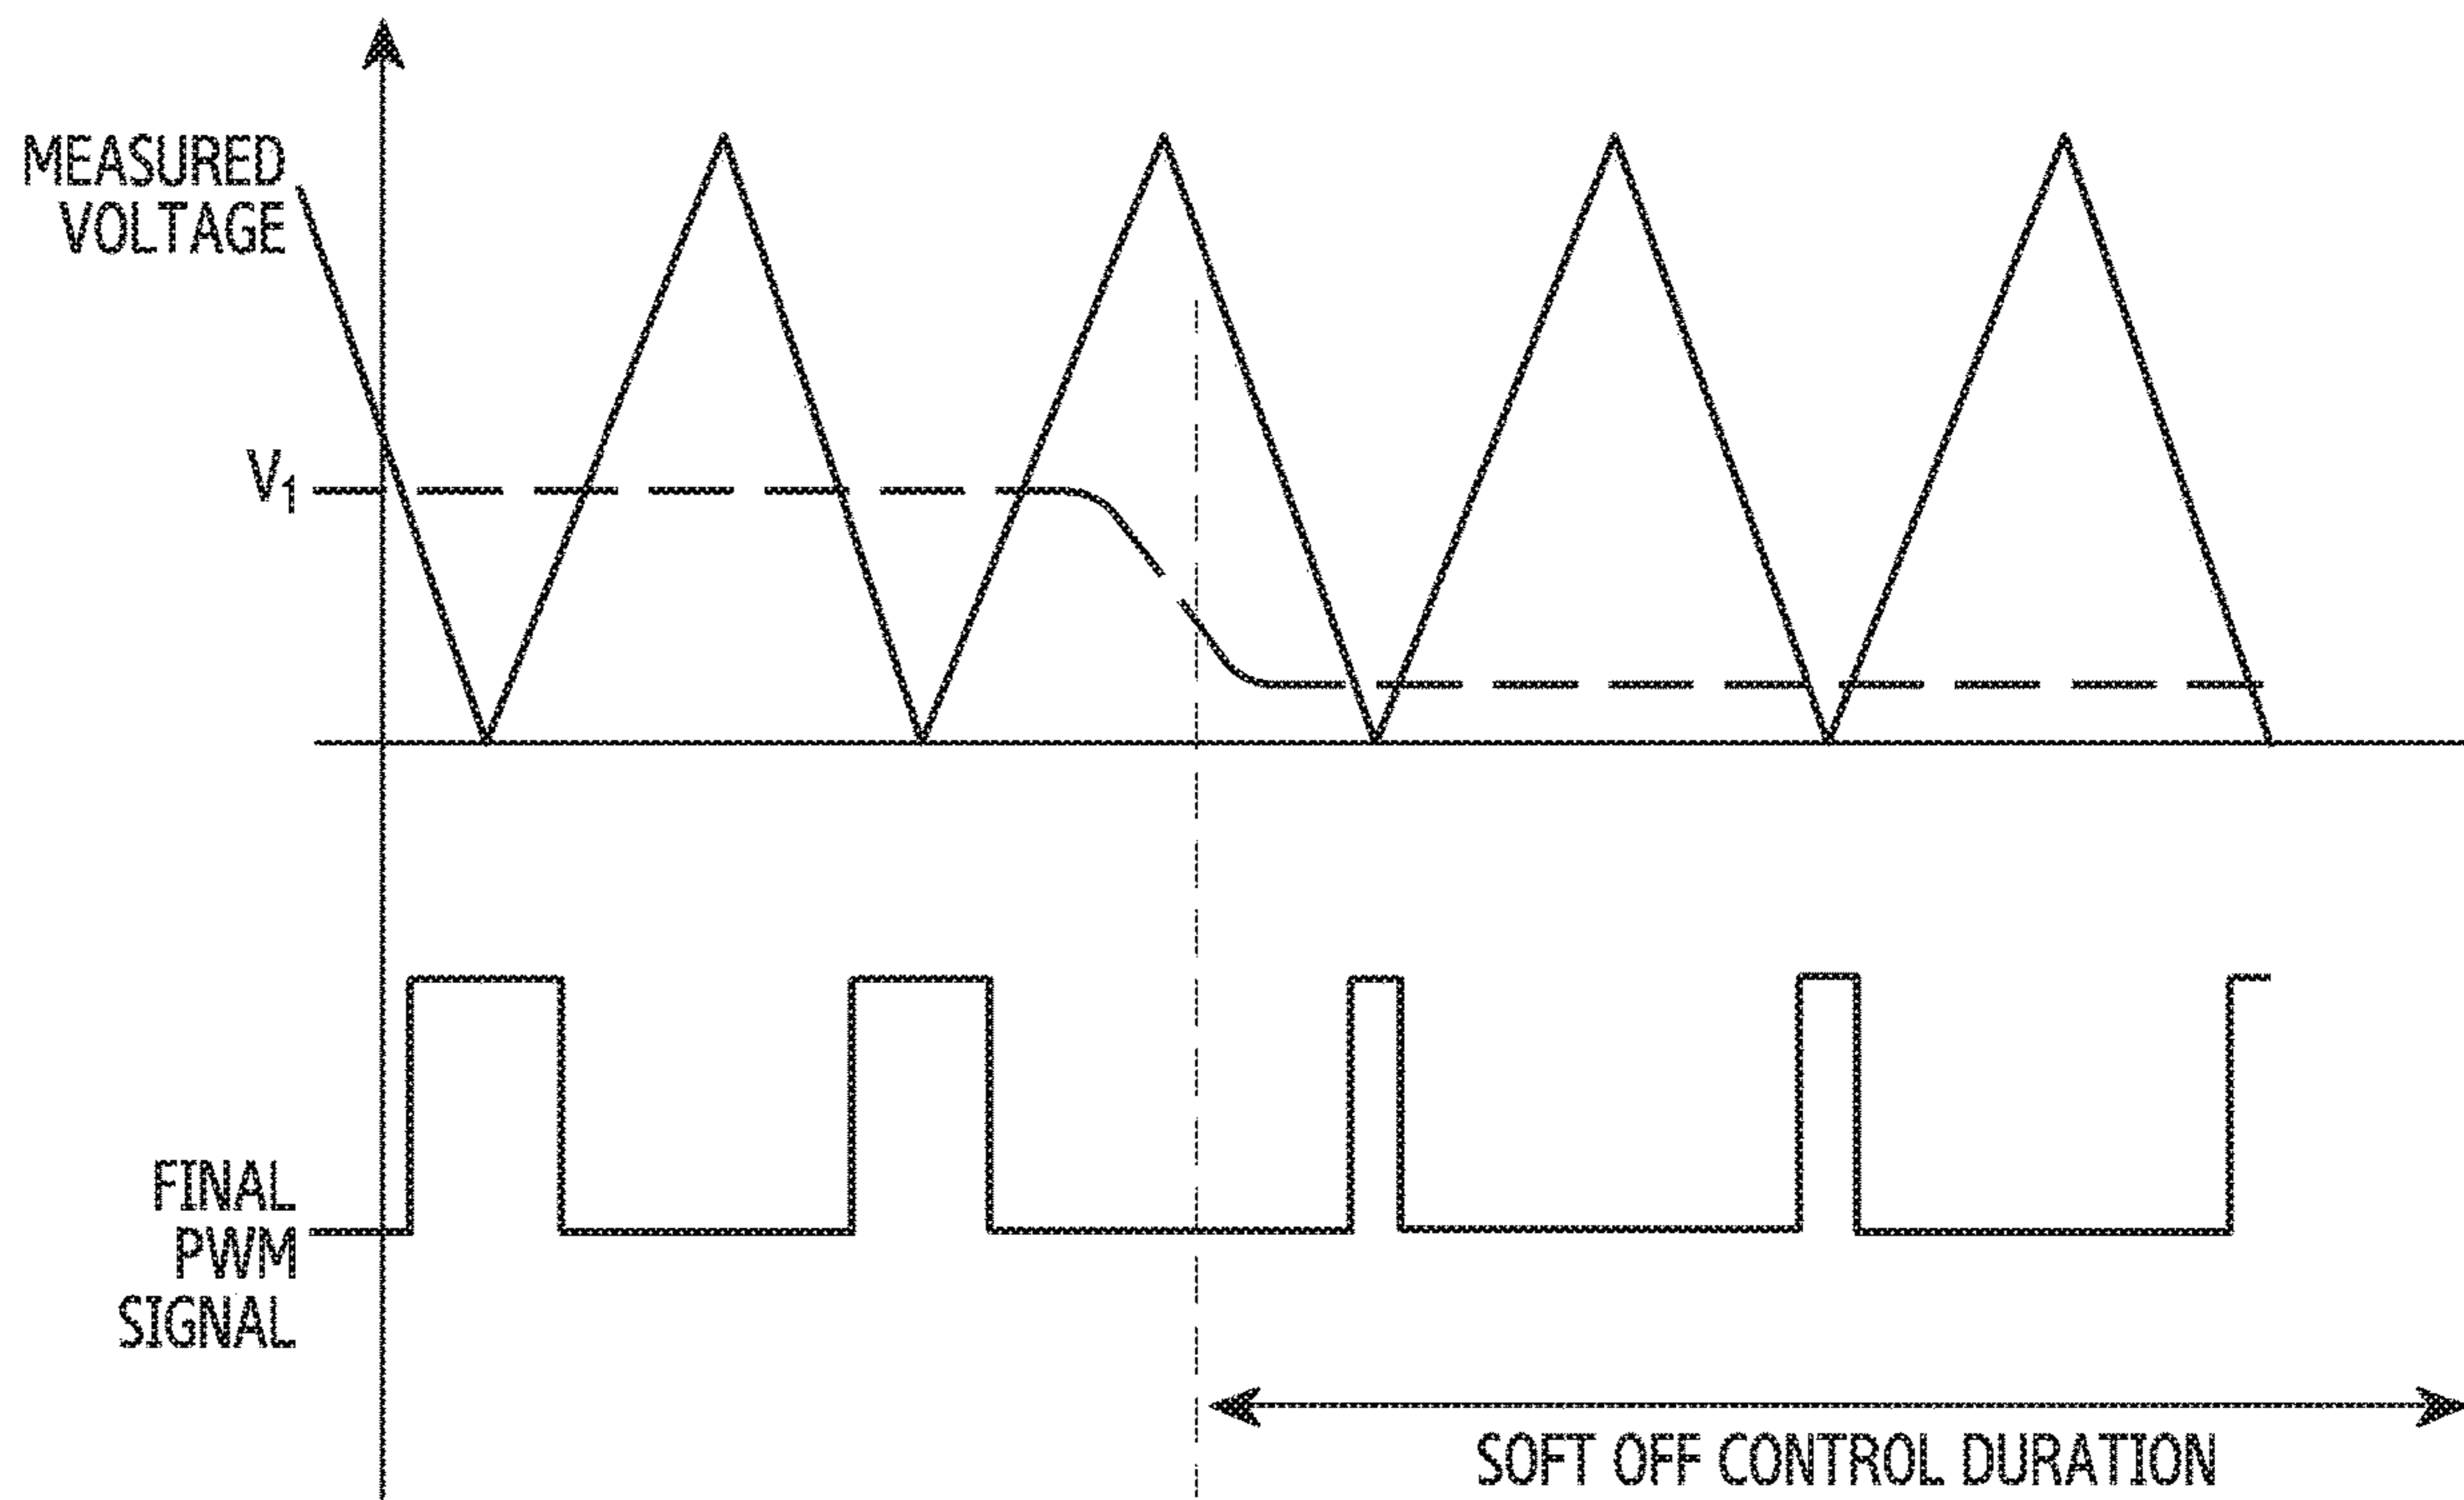 MEASURED
VOLTAGE
V1
FINAL
PWM
SIGNAL
SOFT OFF CONTROL DURATION